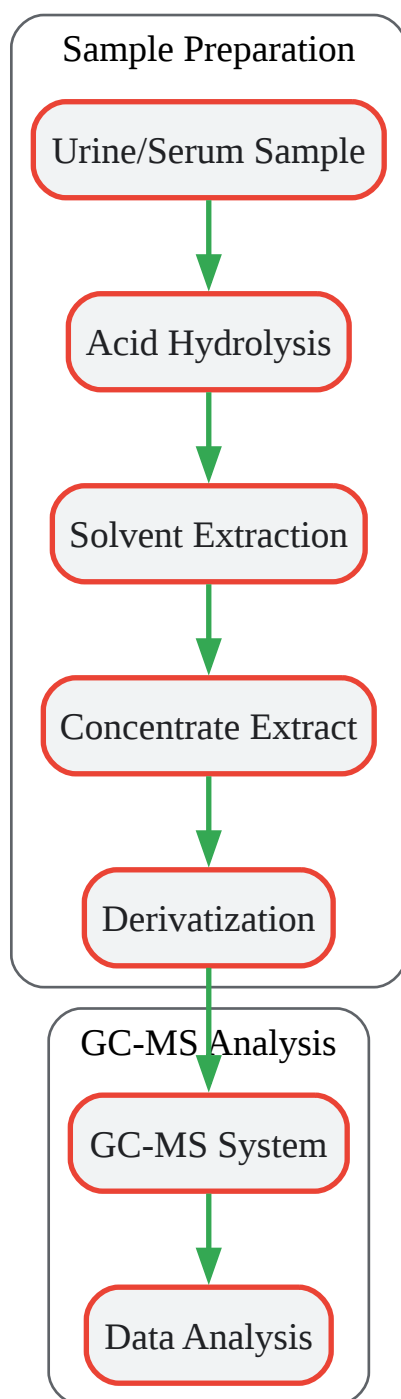 Sample Preparation
Urine/Serum Sample
Acid Hydrolysis
Solvent Extraction
Concentrate Extract
Derivatization
GC-MS Analysis
GC-MS System
Data Analysis